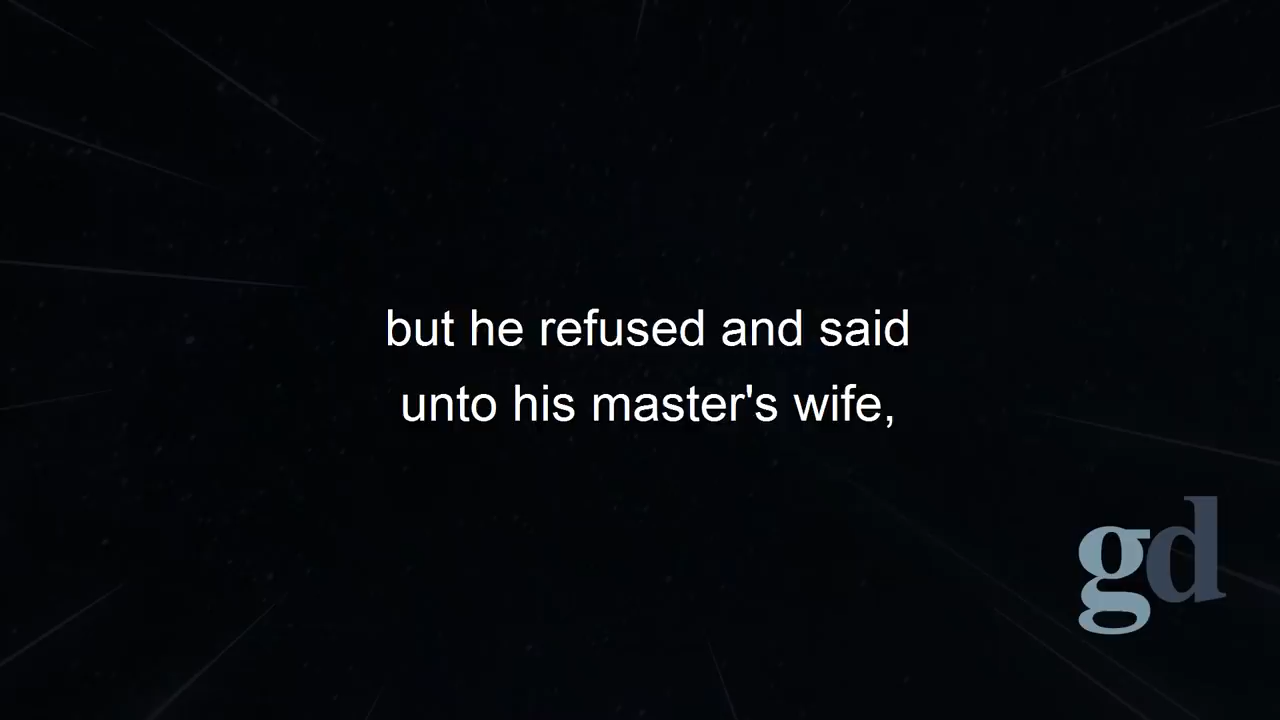 but he refused and said
unto his master's wife,
gd